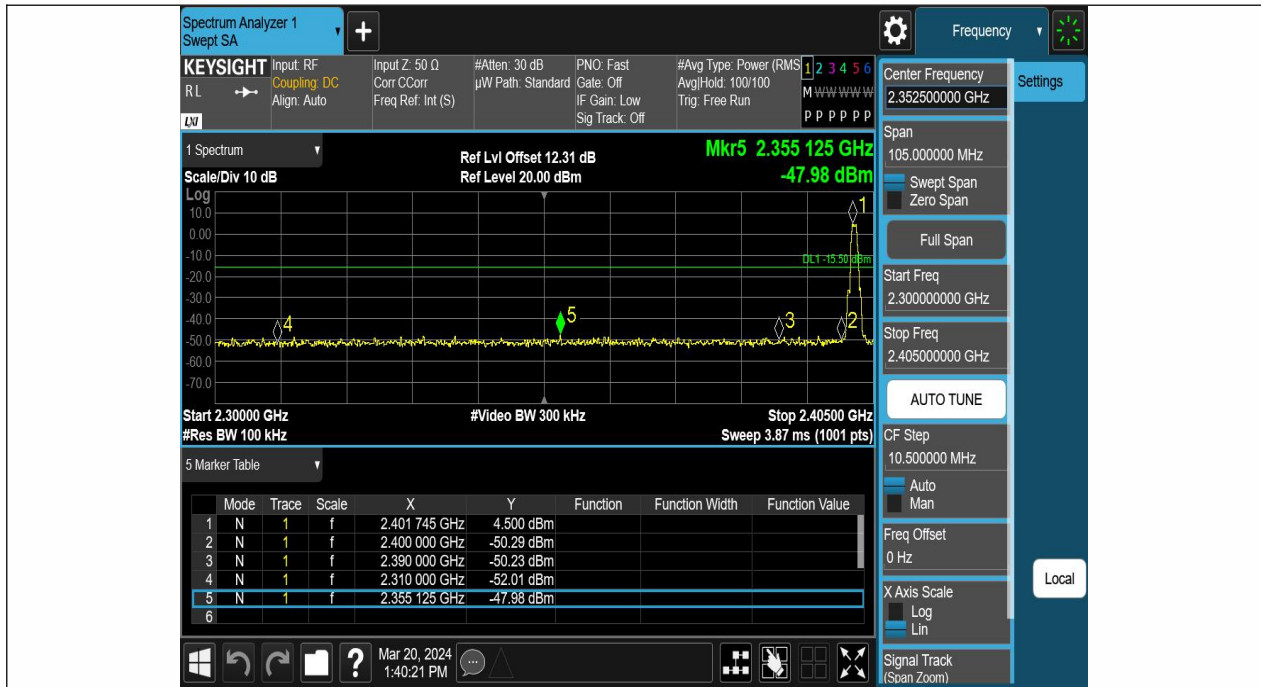 Spectrum Analyzer 1
Swept SA
+
Frequency
KEYSIGHT
RL
LXI
Input: RF
Coupling: DC
Align: Auto
Input Z: 50 Ω
Corr CCorr
Freq Ref: Int (S)
#Atten: 30 dB
µW Path: Standard
PNO: Fast
Gate: Off
IF Gain: Low
Sig Track: Off
#Avg Type: Power (RMS
Avg|Hold: 100/100
Trig: Free Run
1 2 3 4 5 6
M W W W W W
P P P P P P
1 Spectrum
Scale/Div 10 dB
Ref Lvl Offset 12.31 dB
Ref Level 20.00 dBm
Mkr5 2.355 125 GHz
-47.98 dBm
Log
10.0
0.00
-10.0
-20.0
-30.0
-40.0
-50.0
-60.0
-70.0
DL1 -15.50 dBm
1
2
3
4
5
Start 2.30000 GHz
#Video BW 300 kHz
Stop 2.40500 GHz
#Res BW 100 kHz
Sweep 3.87 ms (1001 pts)
5 Marker Table
Mode Trace Scale X Y Function Function Width Function Value
1 N 1 f 2.401 745 GHz 4.500 dBm
2 N 1 f 2.400 000 GHz -50.29 dBm
3 N 1 f 2.390 000 GHz -50.23 dBm
4 N 1 f 2.310 000 GHz -52.01 dBm
5 N 1 f 2.355 125 GHz -47.98 dBm
6
Mar 20, 2024
1:40:21 PM
?
Center Frequency
2.352500000 GHz
Settings
Span
105.000000 MHz
Swept Span
Zero Span
Full Span
Start Freq
2.300000000 GHz
Stop Freq
2.405000000 GHz
AUTO TUNE
CF Step
10.500000 MHz
Auto
Man
Freq Offset
0 Hz
X Axis Scale
Log
Lin
Local
Signal Track
(Span Zoom)